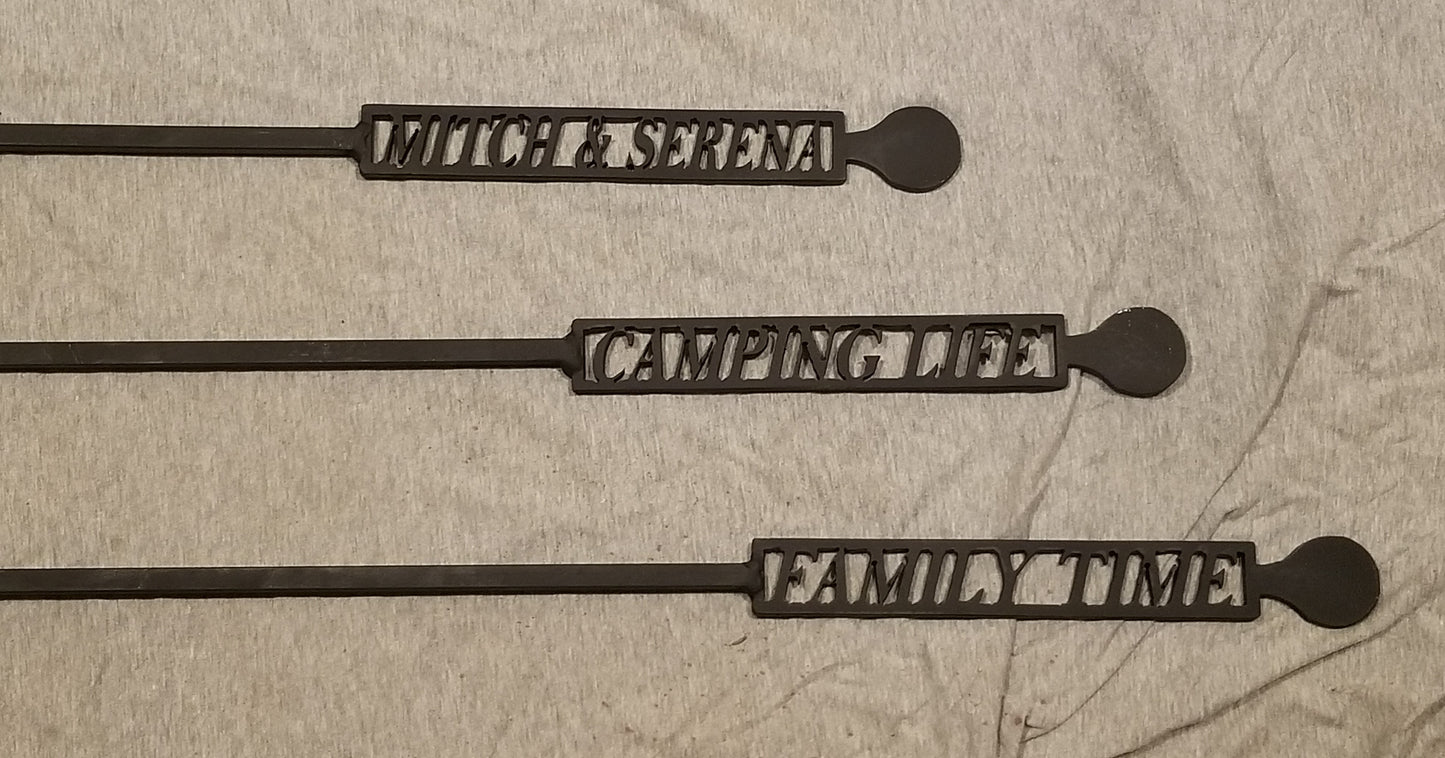 MITCH & SERENA
CAMPING LIFE
FAMILY TIME